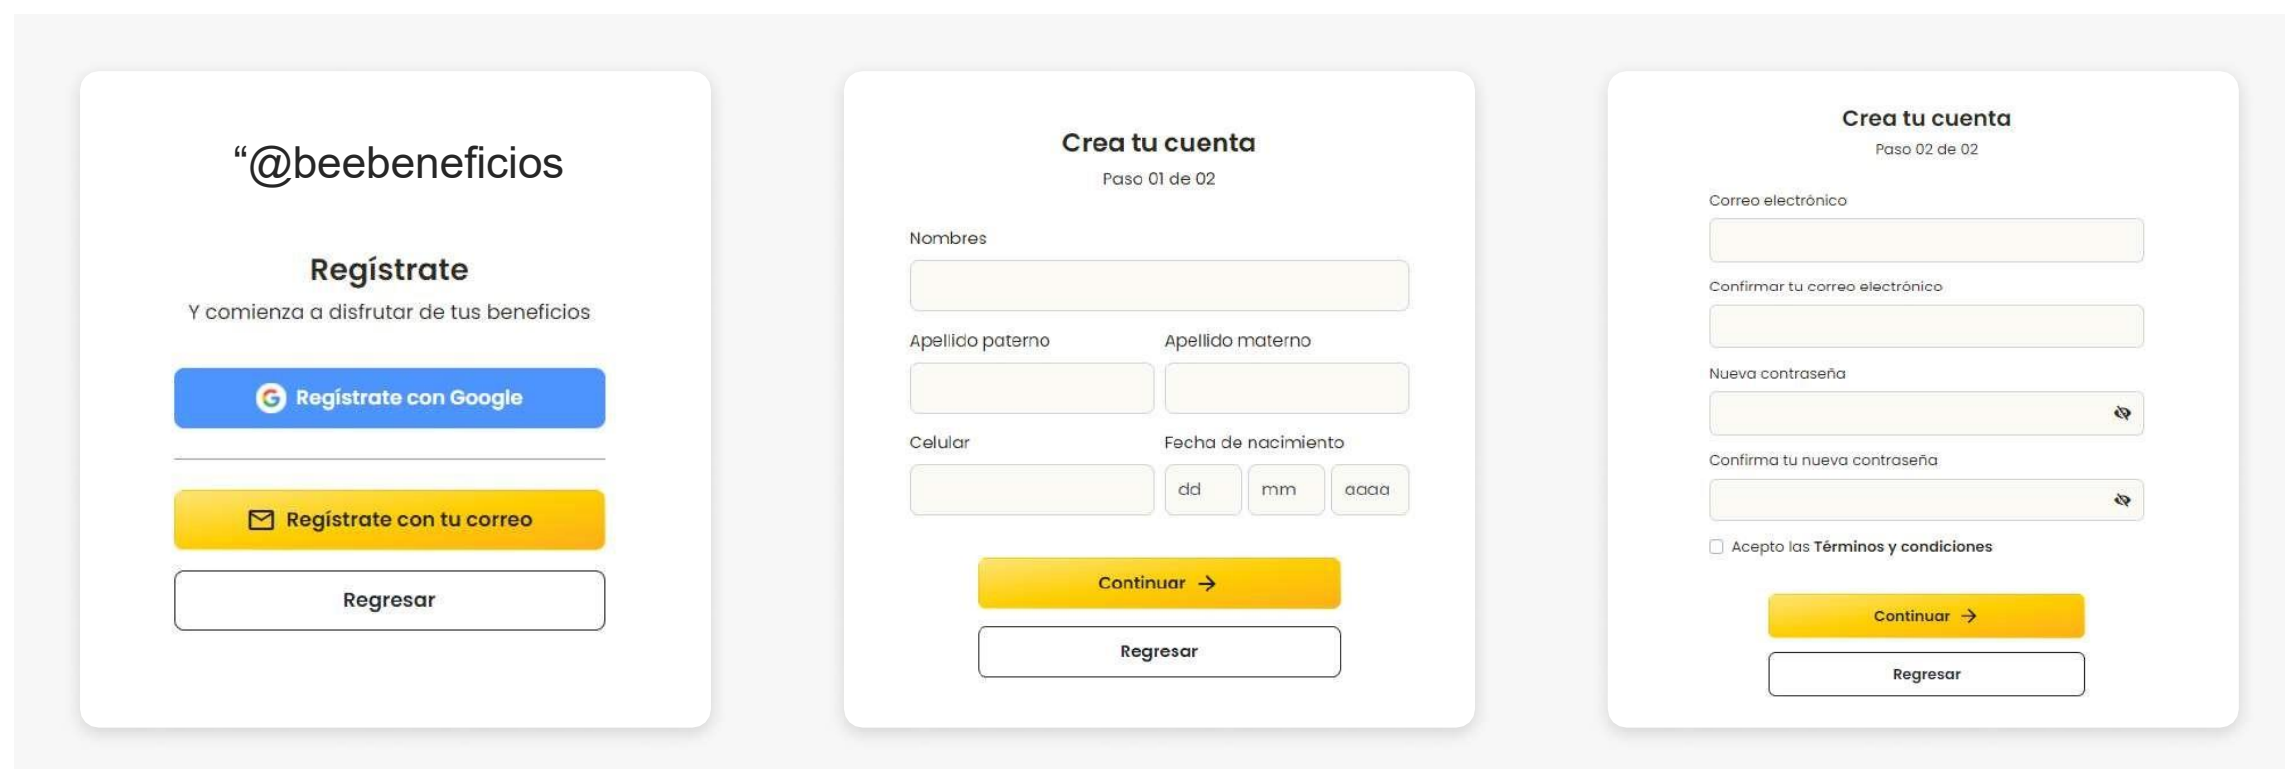 “@beebeneficios
Regístrate
Y comienza a disfrutar de tus beneficios
Regístrate con Google
Regístrate con tu correo
Regresar
Crea tu cuenta
Paso 01 de 02
Nombres
Apellido paterno Apellido materno
Celular Fecha de nacimiento
dd mm aaaa
Continuar →
Regresar
Crea tu cuenta
Paso 02 de 02
Correo electrónico
Confirmar tu correo electrónico
Nueva contraseña
Confirma tu nueva contraseña
Acepto las Términos y condiciones
Continuar →
Regresar